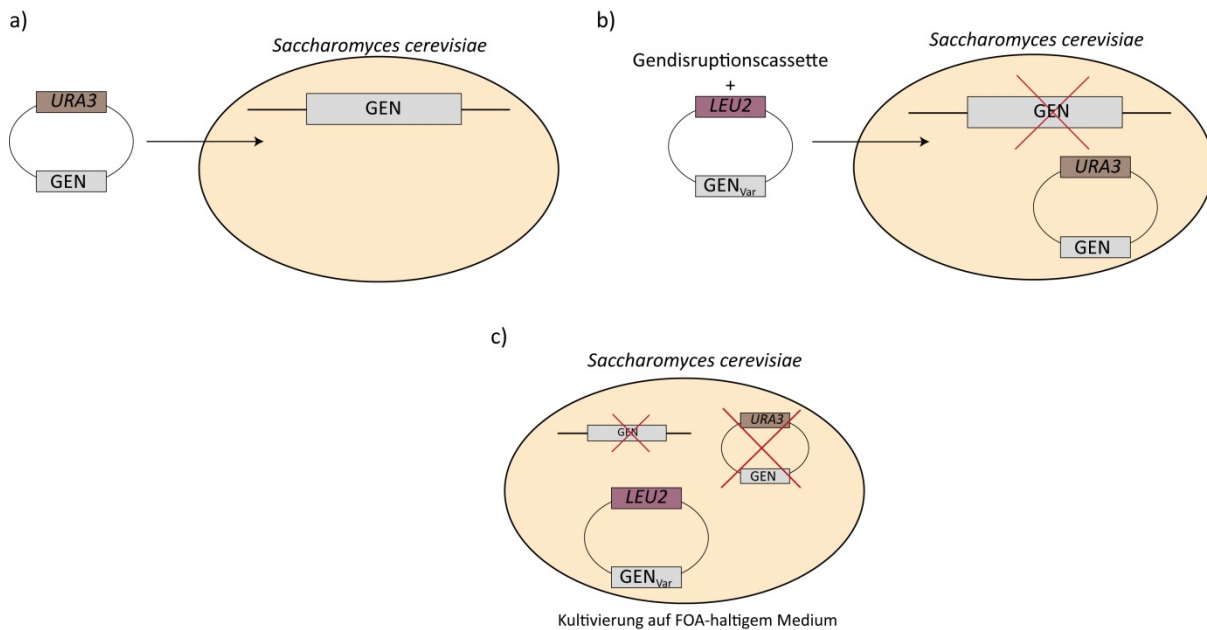 a)
Saccharomyces cerevisiae
URA3
GEN
GEN
b)
Saccharomyces cerevisiae
Gendisruptionscassette
+
LEU2
GEN
URA3
GENVar
GEN
c)
Saccharomyces cerevisiae
URA3
GEN
GEN
LEU2
GENVar
Kultivierung auf FOA-haltigem Medium